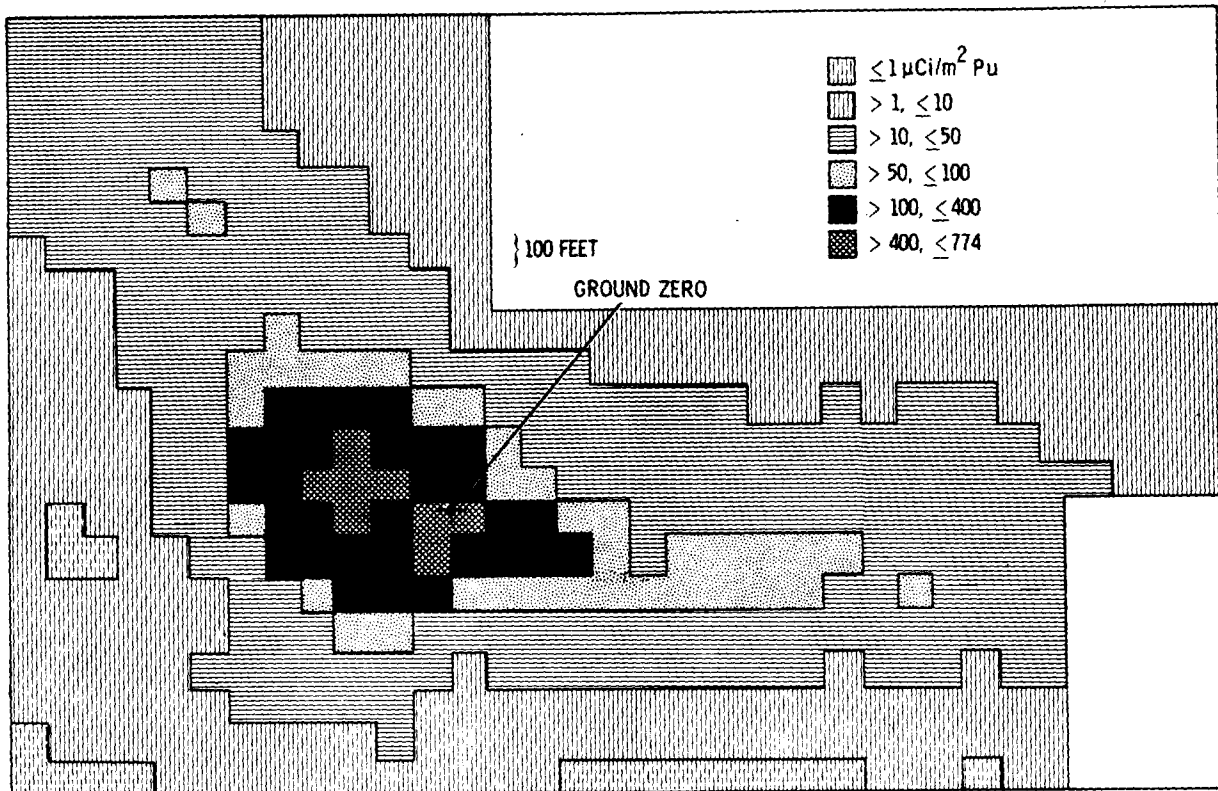 ≤ 1 μCi/m² Pu
> 1, ≤ 10
> 10, ≤ 50
> 50, ≤ 100
> 100, ≤ 400
> 400, ≤ 774
} 100 FEET
GROUND ZERO